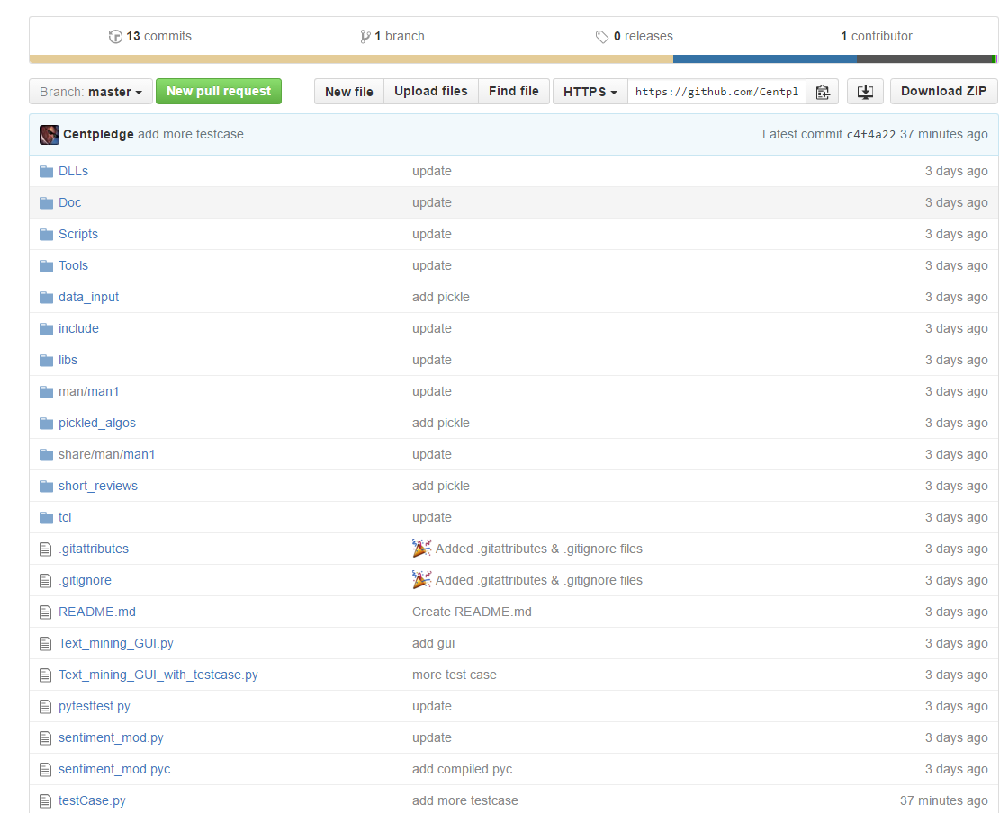 13 commits 1 branch 0 releases 1 contributor
Branch: master New pull request New file Upload files Find file HTTPS https://github.com/Centpl Download ZIP
Centpledge add more testcase Latest commit c4f4a22 37 minutes ago
DLLs update 3 days ago
Doc update 3 days ago
Scripts update 3 days ago
Tools update 3 days ago
data_input add pickle 3 days ago
include update 3 days ago
libs update 3 days ago
man/man1 update 3 days ago
pickled_algos add pickle 3 days ago
share/man/man1 update 3 days ago
short_reviews add pickle 3 days ago
tcl update 3 days ago
.gitattributes Added .gitattributes & .gitignore files 3 days ago
.gitignore Added .gitattributes & .gitignore files 3 days ago
README.md Create README.md 3 days ago
Text_mining_GUI.py add gui 3 days ago
Text_mining_GUI_with_testcase.py more test case 3 days ago
pytesttest.py update 3 days ago
sentiment_mod.py update 3 days ago
sentiment_mod.pyc add compiled pyc 3 days ago
testCase.py add more testcase 37 minutes ago